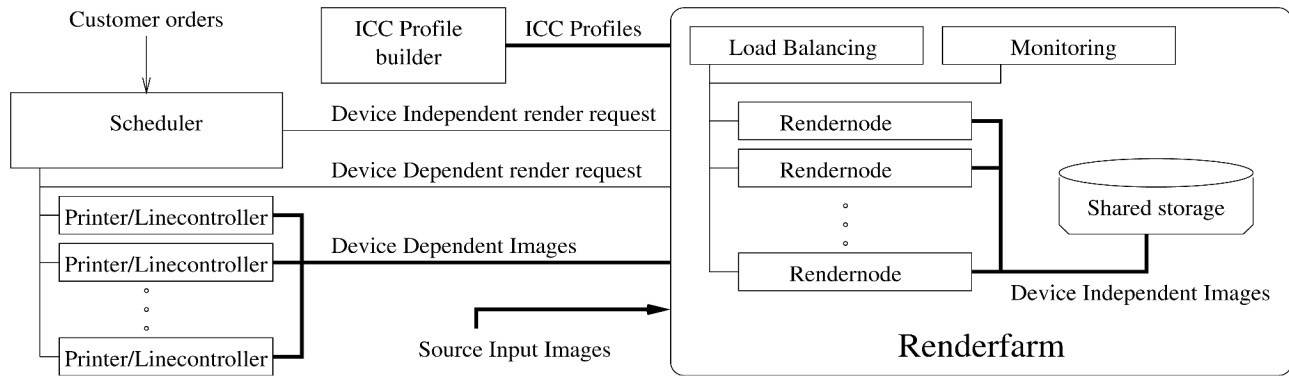 Customer orders
ICC Profile
builder
ICC Profiles
Load Balancing
Monitoring
Scheduler
Device Independent render request
Rendernode
Device Dependent render request
Rendernode
Printer/Linecontroller
Shared storage
Device Dependent Images
Printer/Linecontroller
Rendernode
Device Independent Images
Printer/Linecontroller
Source Input Images
Renderfarm